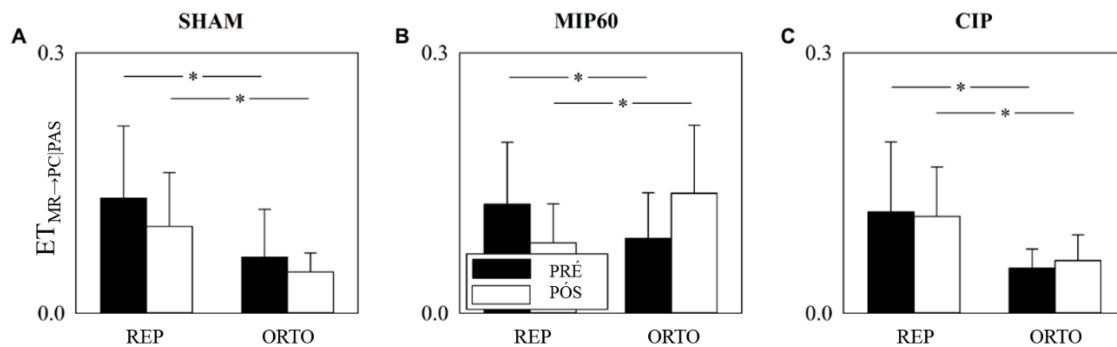 SHAM
MIP60
CIP
A
B
C
0.3
0.3
0.3
*
*
*
*
*
*
ET_MR→PC|PAS
PRÉ
PÓS
0.0
0.0
0.0
REP
ORTO
REP
ORTO
REP
ORTO